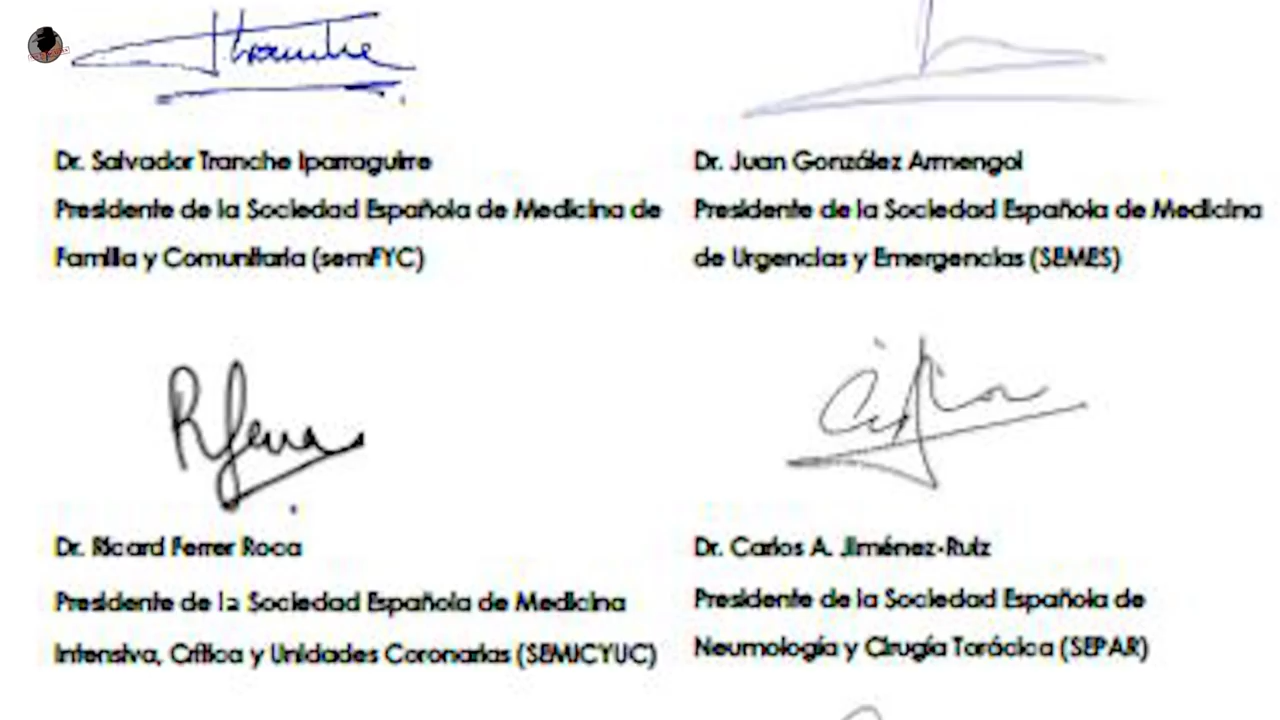 Dr. Salvador Tranche Iparraguirre
Presidente de la Sociedad Española de Medicina de
Familia y Comunitaria (semFYC)
Dr. Juan González Armengol
Presidente de la Sociedad Española de Medicina
de Urgencias y Emergencias (SEMES)
Dr. Ricard Ferrer Roca
Presidente de la Sociedad Española de Medicina
Intensiva, Crítica y Unidades Coronarias (SEMICYUC)
Dr. Carlos A. Jiménez-Ruiz
Presidente de la Sociedad Española de
Neumología y Cirugía Torácica (SEPAR)